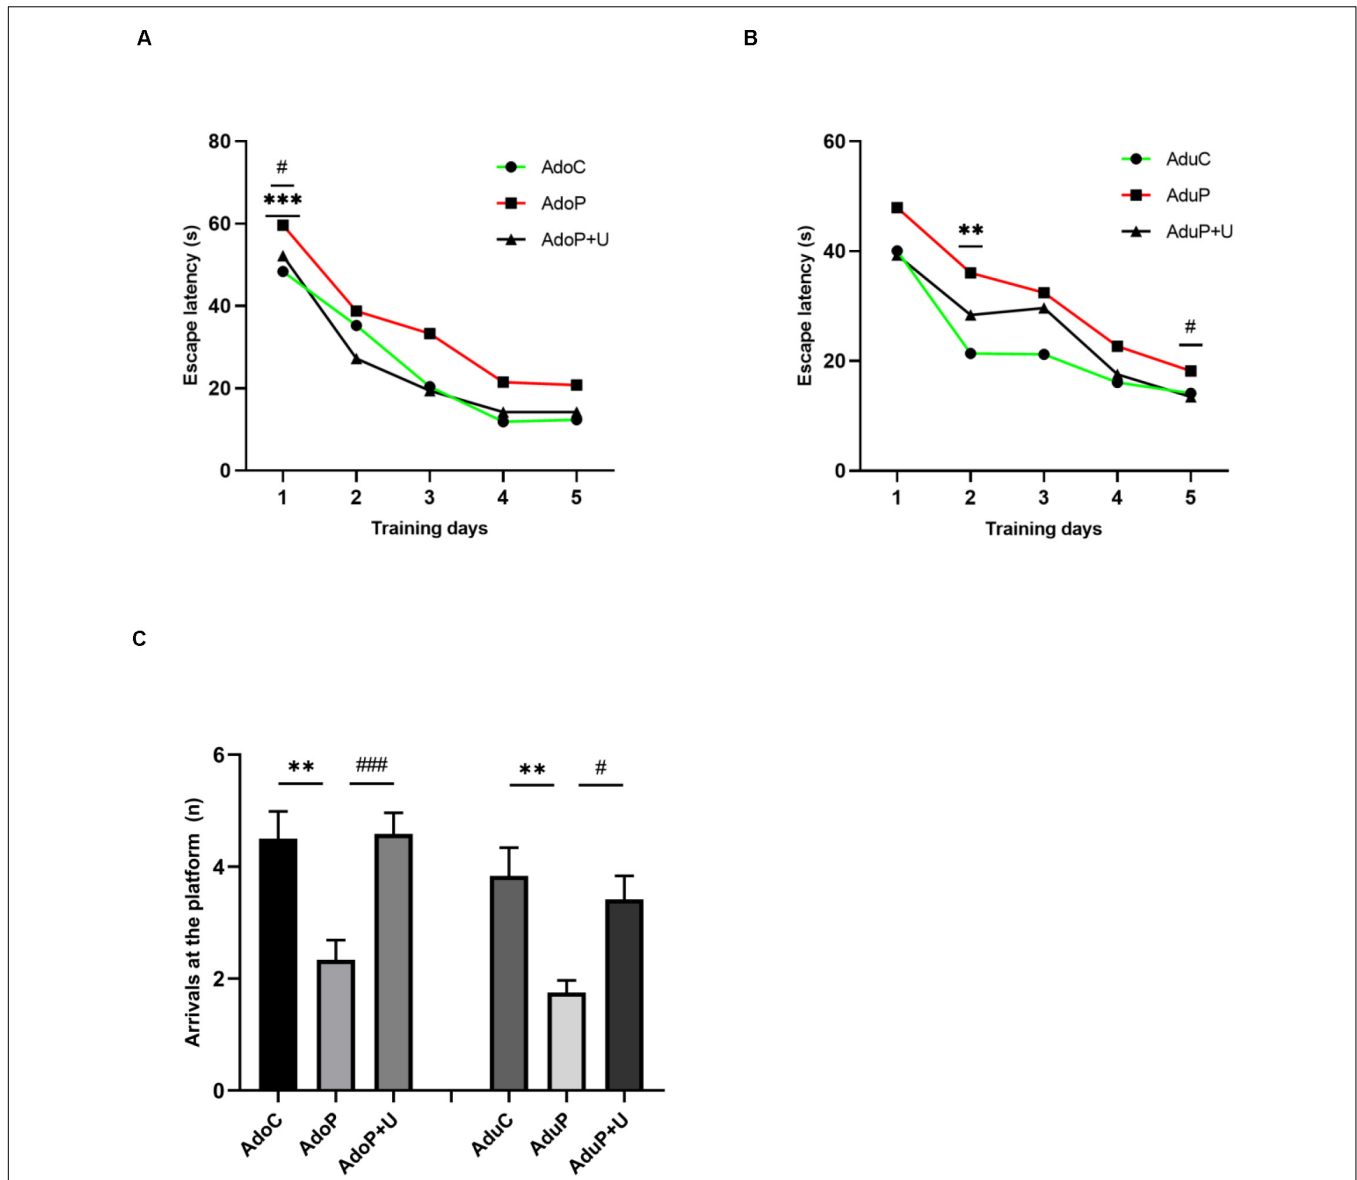 A
80
60
40
20
0
#
***
AdoC
AdoP
AdoP+U
Escape latency (s)
1 2 3 4 5
Training days
B
60
40
20
0
**
#
AduC
AduP
AduP+U
Escape latency (s)
1 2 3 4 5
Training days
C
6
4
2
0
** ###
** #
Arrivals at the platform (n)
AdoC
AdoP
AdoP+U
AduC
AduP
AduP+U